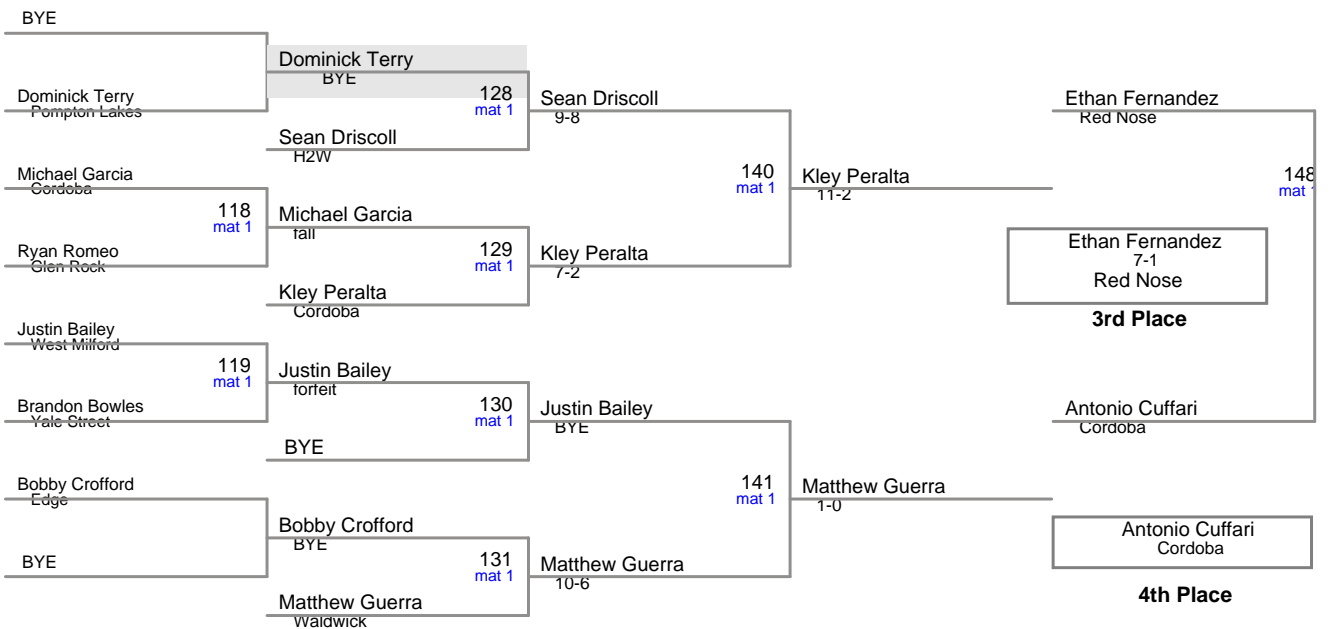 BYE
Dominick Terry
Pompton Lakes
Michael Garcia
Cordoba
118
mat 1
Ryan Romeo
Glen Rock
Justin Bailey
West Milford
119
mat 1
Brandon Bowles
Yale Street
Bobby Crofford
Edge
BYE
Dominick Terry
BYE
128
mat 1
Sean Driscoll
H2W
Michael Garcia
fall
129
mat 1
Kley Peralta
Cordoba
Justin Bailey
forfeit
130
mat 1
BYE
Bobby Crofford
BYE
131
mat 1
Matthew Guerra
Waldwick
Sean Driscoll
9-8
140
mat 1
Kley Peralta
7-2
Justin Bailey
BYE
141
mat 1
Matthew Guerra
10-6
Kley Peralta
11-2
Matthew Guerra
1-0
Ethan Fernandez
Red Nose
148
mat 1
Ethan Fernandez
7-1
Red Nose
3rd Place
Antonio Cuffari
Cordoba
Antonio Cuffari
Cordoba
4th Place